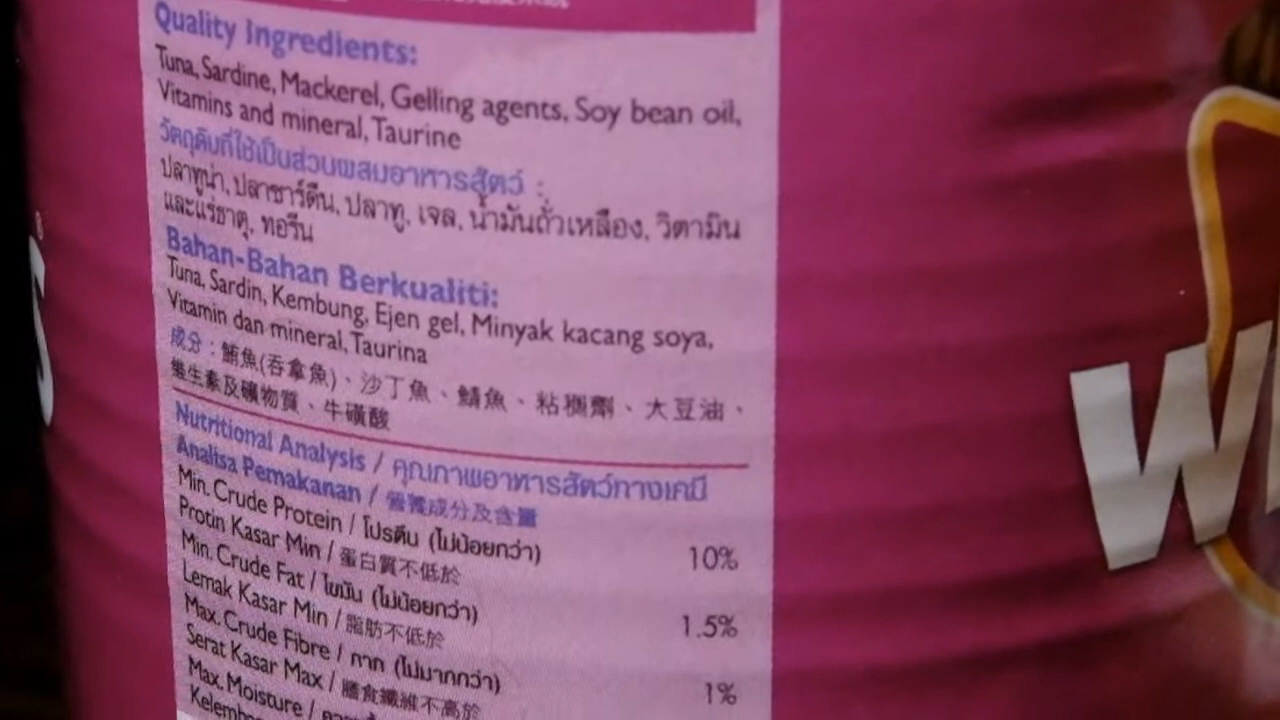 Quality Ingredients:
Tuna, Sardine, Mackerel, Gelling agents, Soy bean oil,
Vitamins and mineral, Taurine
วัตถุดิบที่ใช้เป็นส่วนผสมอาหารสัตว์ :
ปลาทูน่า, ปลาซาร์ดีน, ปลาทู, เจล, น้ำมันถั่วเหลือง, วิตามิน
และแร่ธาตุ, ทอรีน
Bahan-Bahan Berkualiti:
Tuna, Sardin, Kembung, Ejen gel, Minyak kacang soya,
Vitamin dan mineral, Taurina
成分：鮪魚(吞拿魚)、沙丁魚、鯖魚、粘稠劑、大豆油、
維生素及礦物質、牛磺酸
Nutritional Analysis / คุณภาพอาหารสัตว์ทางเคมี
Analisa Pemakanan / 營養成分及含量
Min. Crude Protein / โปรตีน (ไม่น้อยกว่า) 10%
Protin Kasar Min / 蛋白質不低於
Min. Crude Fat / ไขมัน (ไม่น้อยกว่า) 1.5%
Lemak Kasar Min / 脂肪不低於
Max. Crude Fibre / กาก (ไม่มากกว่า) 1%
Serat Kasar Max / 膳食纖維不高於
Max. Moisture /